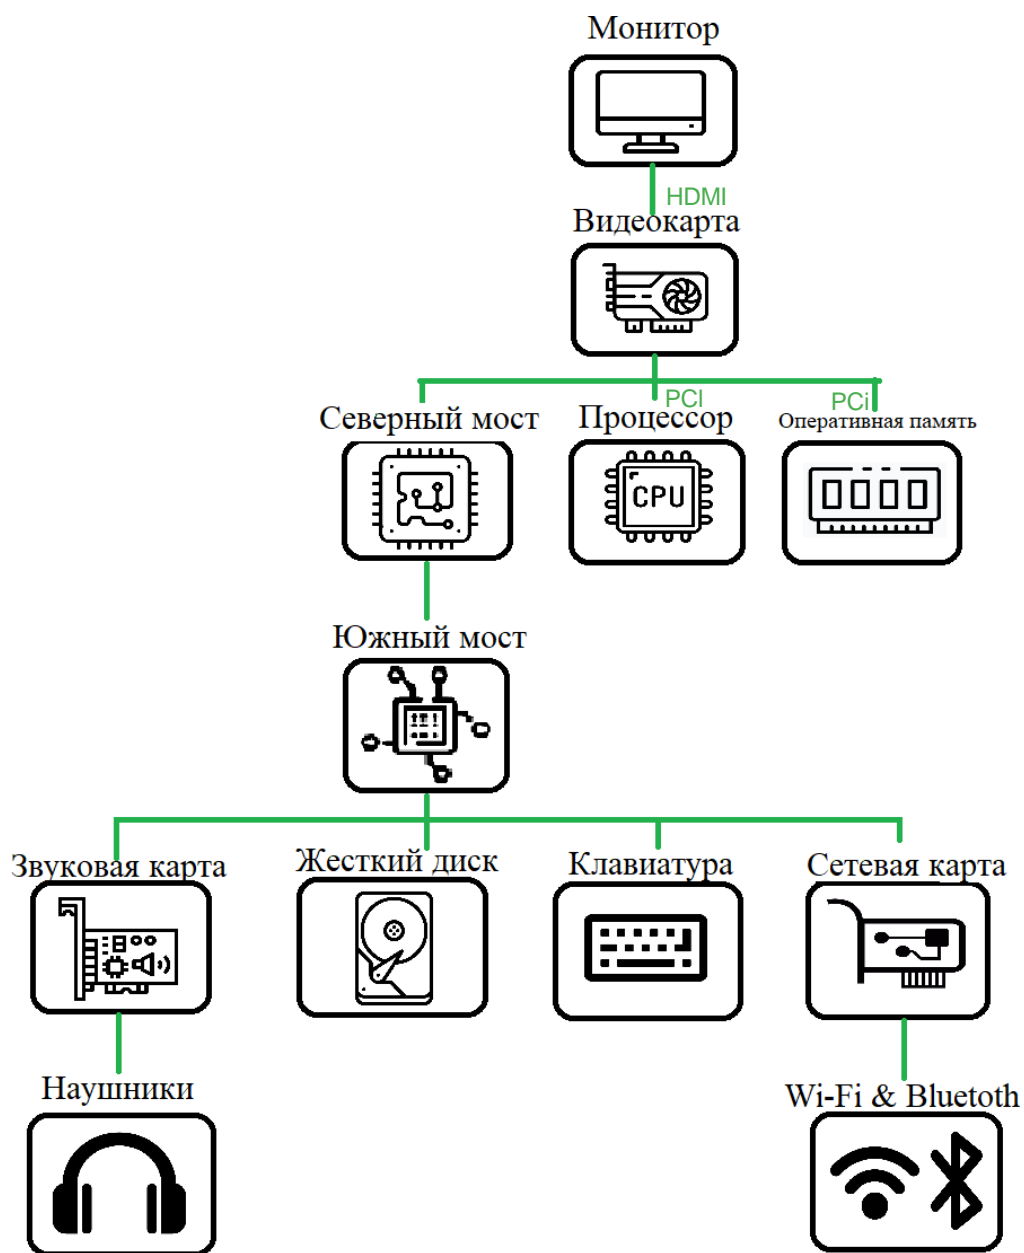 Монитор
HDMI
Видеокарта
PCI
PCi
Северный мост
Процессор
Оперативная память
CPU
Южный мост
Звуковая карта
Жесткий диск
Клавиатура
Сетевая карта
Наушники
Wi-Fi & Bluetoth